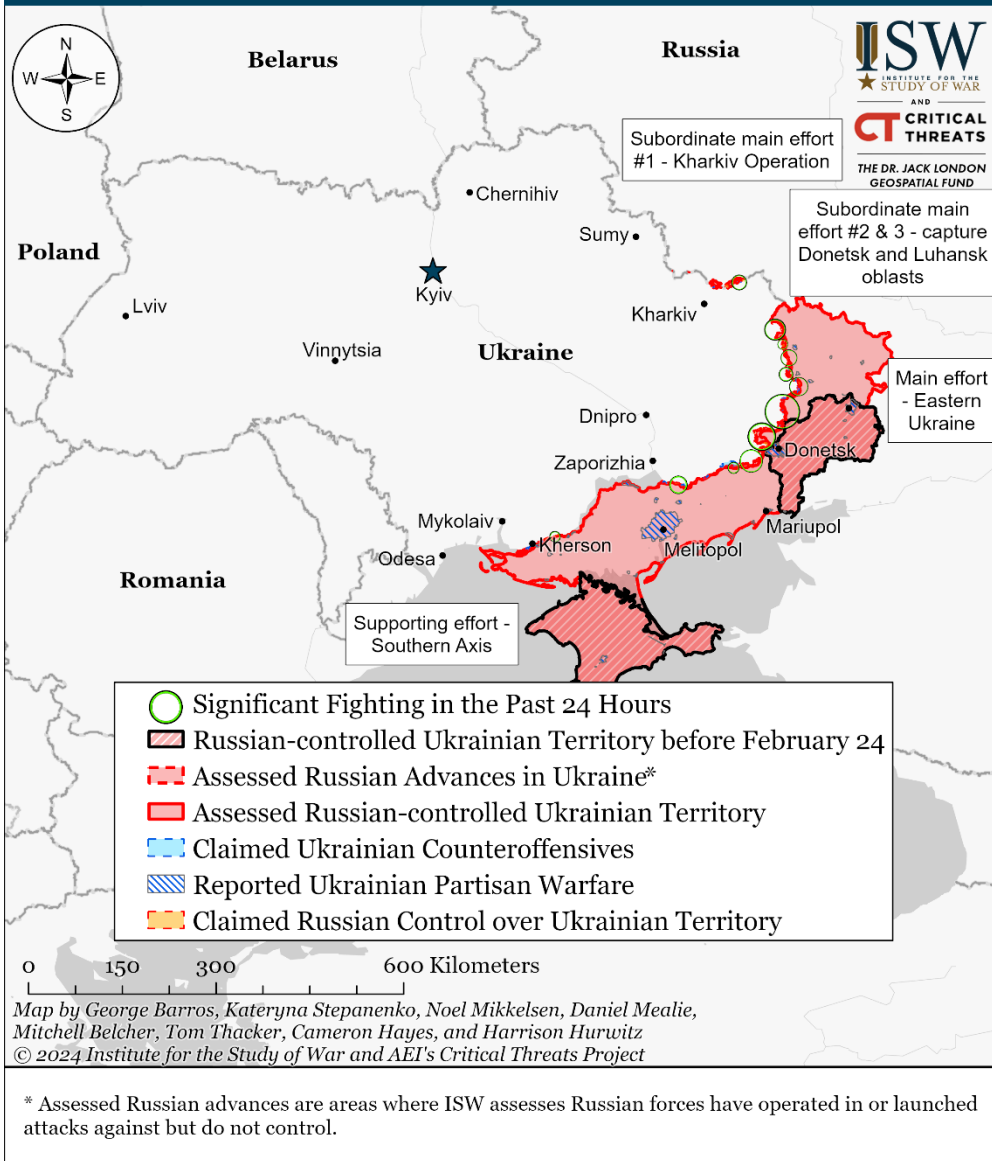 N
W
E
S
Belarus
Russia
ISW
INSTITUTE FOR THE
STUDY OF WAR
AND
CT CRITICAL
THREATS
THE DR. JACK LONDON
GEOSPATIAL FUND
Subordinate main effort
#1 - Kharkiv Operation
Subordinate main
effort #2 & 3 - capture
Donetsk and Luhansk
oblasts
Chernihiv
Sumy
Poland
Kyiv
Lviv
Kharkiv
Vinnytsia
Ukraine
Main effort
- Eastern
Ukraine
Dnipro
Donetsk
Zaporizhia
Mykolaiv
Mariupol
Kherson
Melitopol
Odesa
Romania
Supporting effort -
Southern Axis
Significant Fighting in the Past 24 Hours
Russian-controlled Ukrainian Territory before February 24
Assessed Russian Advances in Ukraine*
Assessed Russian-controlled Ukrainian Territory
Claimed Ukrainian Counteroffensives
Reported Ukrainian Partisan Warfare
Claimed Russian Control over Ukrainian Territory
0 150 300 600 Kilometers
Map by George Barros, Kateryna Stepanenko, Noel Mikkelsen, Daniel Mealie,
Mitchell Belcher, Tom Thacker, Cameron Hayes, and Harrison Hurwitz
© 2024 Institute for the Study of War and AEI's Critical Threats Project
* Assessed Russian advances are areas where ISW assesses Russian forces have operated in or launched
attacks against but do not control.